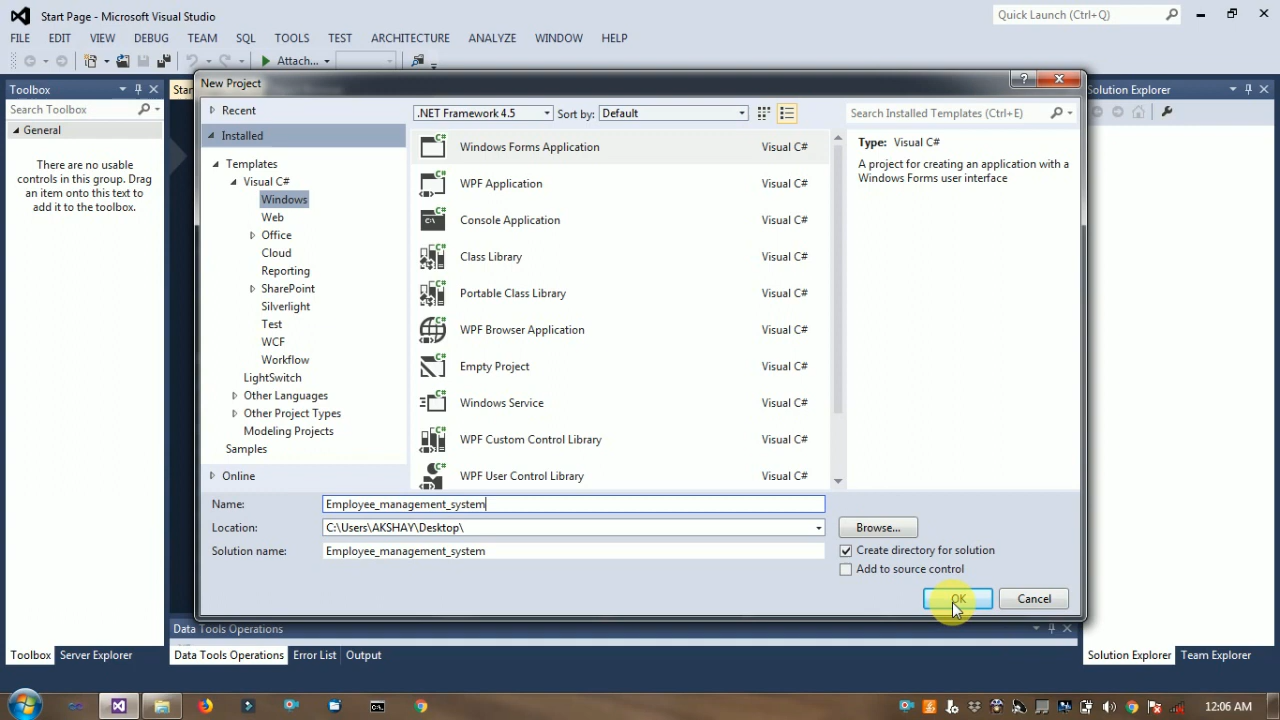 Start Page - Microsoft Visual Studio
Quick Launch (Ctrl+Q)
FILE EDIT VIEW DEBUG TEAM SQL TOOLS TEST ARCHITECTURE ANALYZE WINDOW HELP
Attach...
Toolbox
Search Toolbox
General
There are no usable
controls in this group. Drag
an item onto this text to
add it to the toolbox.
Star
New Project
Recent
Installed
Templates
Visual C#
Windows
Web
Office
Cloud
Reporting
SharePoint
Silverlight
Test
WCF
Workflow
LightSwitch
Other Languages
Other Project Types
Modeling Projects
Samples
Online
.NET Framework 4.5 Sort by: Default
Search Installed Templates (Ctrl+E)
Windows Forms Application Visual C#
WPF Application Visual C#
Console Application Visual C#
Class Library Visual C#
Portable Class Library Visual C#
WPF Browser Application Visual C#
Empty Project Visual C#
Windows Service Visual C#
WPF Custom Control Library Visual C#
WPF User Control Library Visual C#
Type: Visual C#
A project for creating an application with a
Windows Forms user interface
Name: Employee_management_system
Location: C:\Users\AKSHAY\Desktop\
Browse...
Solution name: Employee_management_system
Create directory for solution
Add to source control
OK Cancel
Solution Explorer
Data Tools Operations
Toolbox Server Explorer
Data Tools Operations Error List Output
Solution Explorer Team Explorer
12:06 AM